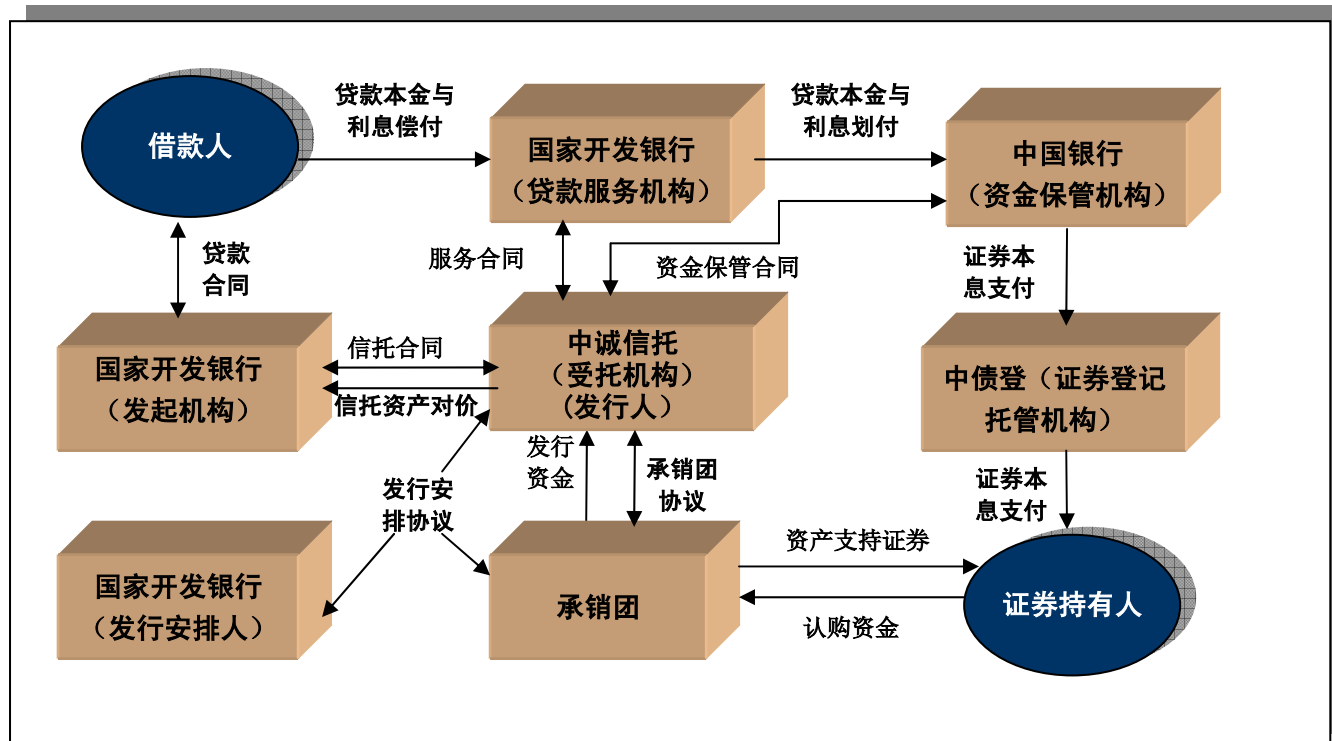 借款人
贷款本金与
利息偿付
国家开发银行
（贷款服务机构）
贷款本金与
利息划付
中国银行
（资金保管机构）
贷款
合同
服务合同
资金保管合同
证券本
息支付
国家开发银行
（发起机构）
信托合同
信托资产对价
中诚信托
（受托机构）
(发行人）
中债登（证券登记
托管机构）
发行安
排协议
发行
资金
承销团
协议
证券本
息支付
国家开发银行
（发行安排人）
承销团
资产支持证券
认购资金
证券持有人